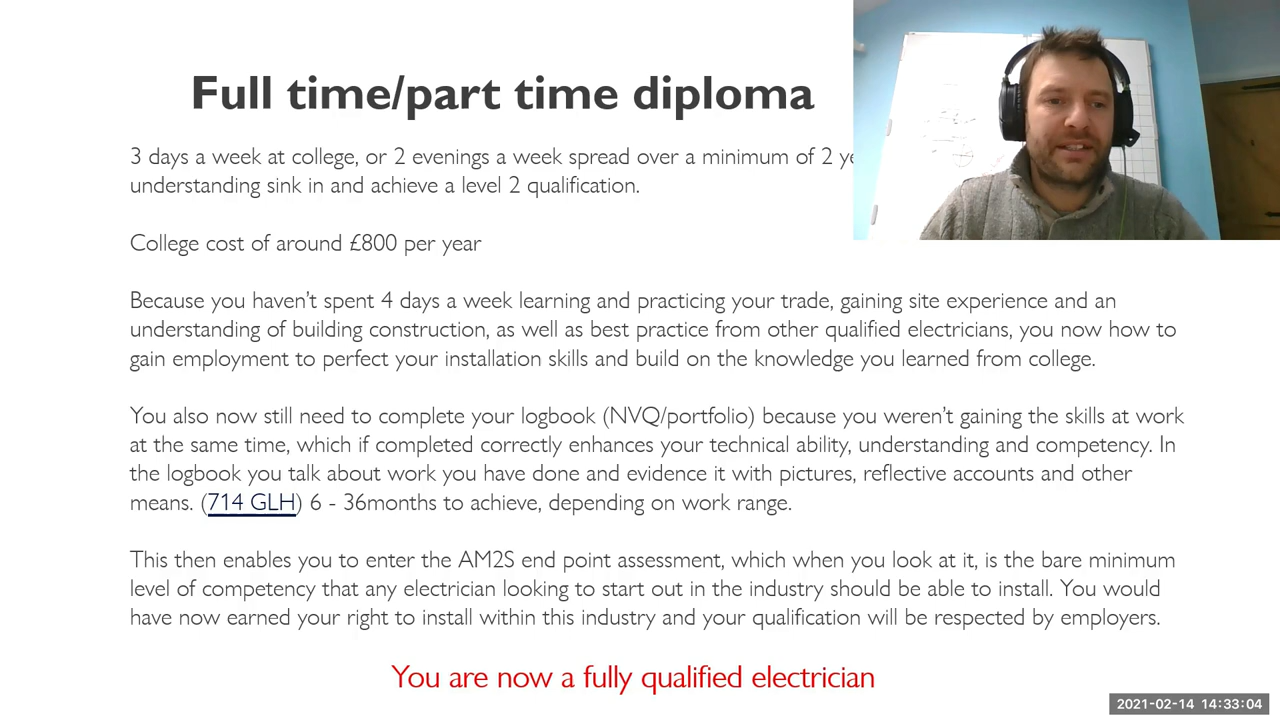 Full time/part time diploma
3 days a week at college, or 2 evenings a week spread over a minimum of 2
understanding sink in and achieve a level 2 qualification.
College cost of around £800 per year
Because you haven't spent 4 days a week learning and practicing your trade, gaining site experience and an
understanding of building construction, as well as best practice from other qualified electricians, you now how to
gain employment to perfect your installation skills and build on the knowledge you learned from college.
You also now still need to complete your logbook (NVQ/portfolio) because you weren't gaining the skills at work
at the same time, which if completed correctly enhances your technical ability, understanding and competency. In
the logbook you talk about work you have done and evidence it with pictures, reflective accounts and other
means. (714 GLH) 6 - 36months to achieve, depending on work range.
This then enables you to enter the AM2S end point assessment, which when you look at it, is the bare minimum
level of competency that any electrician looking to start out in the industry should be able to install. You would
have now earned your right to install within this industry and your qualification will be respected by employers.
You are now a fully qualified electrician
2021-02-14 14:33:04